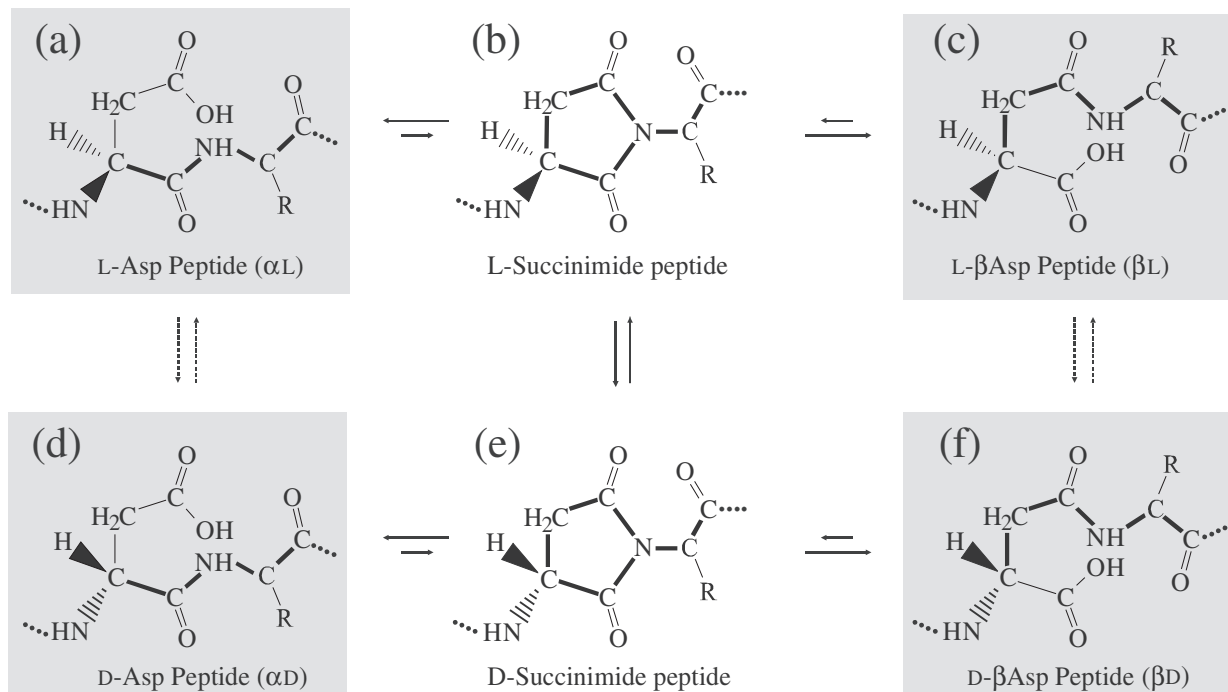 (a)
O
C
H2C
OH
H
O
NH
C
C
C
C
HN
O
R
L-Asp Peptide (αL)
(b)
O
O
C
H2C
C
N
C
H
C
C
R
HN
O
L-Succinimide peptide
(c)
O
R
C
C
H2C
NH
C
H
C
OH
O
C
HN
O
L-βAsp Peptide (βL)
(d)
O
C
H2C
OH
H
O
NH
C
C
C
C
HN
O
R
D-Asp Peptide (αD)
(e)
O
O
C
H2C
C
N
C
H
C
C
R
HN
O
D-Succinimide peptide
(f)
O
R
C
C
H2C
NH
C
H
C
OH
O
C
HN
O
D-βAsp Peptide (βD)